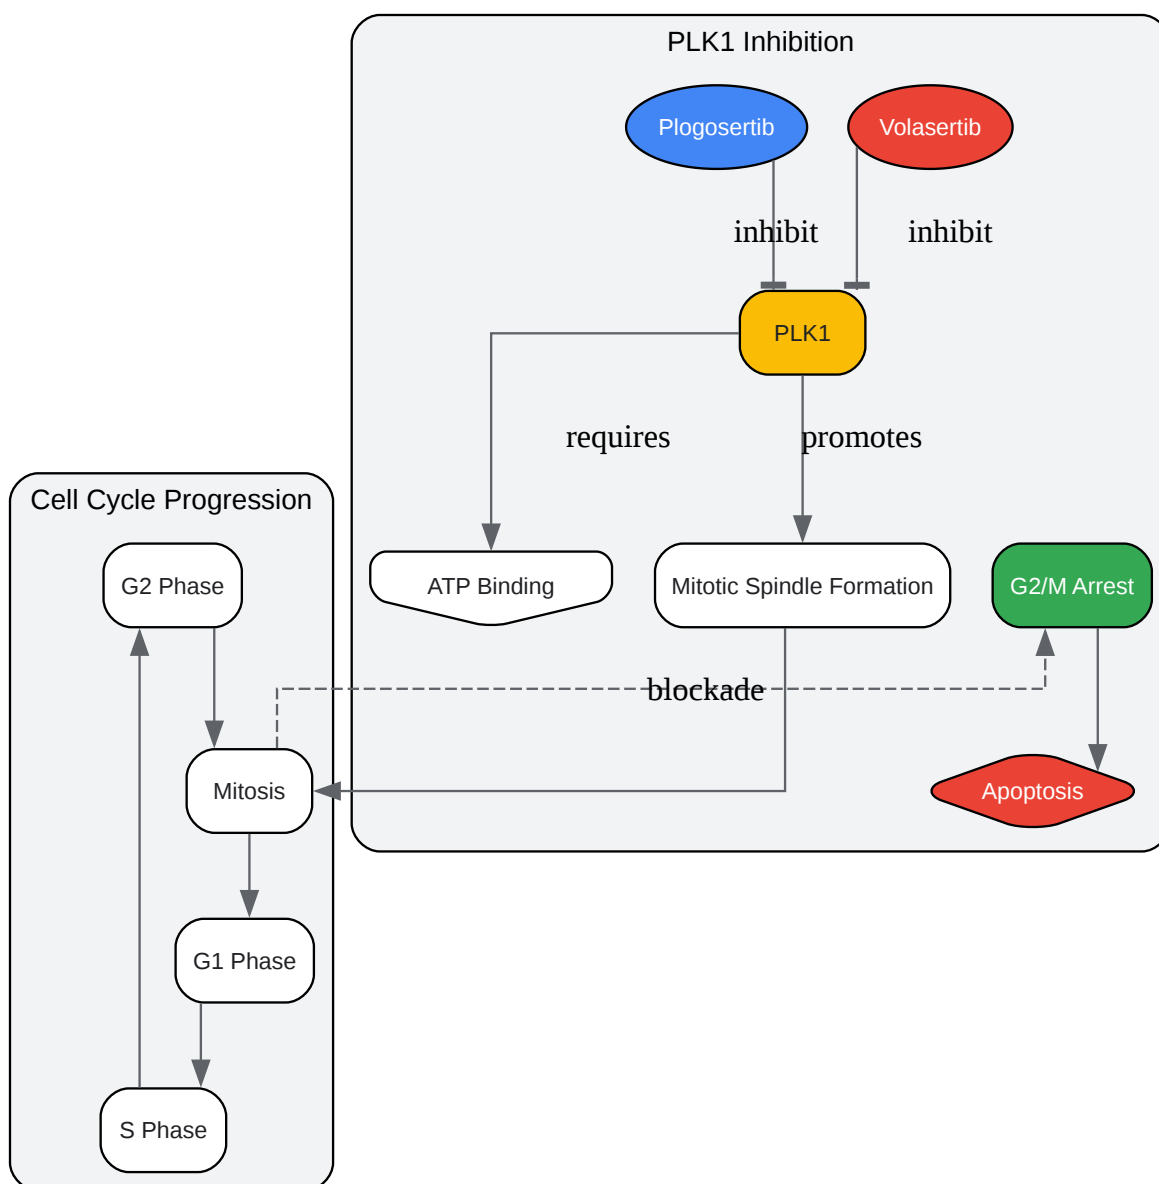 PLK1 Inhibition
Plogosertib
Volasertib
inhibit
inhibit
PLK1
requires
promotes
Cell Cycle Progression
G2 Phase
ATP Binding
Mitotic Spindle Formation
G2/M Arrest
blockade
Mitosis
Apoptosis
G1 Phase
S Phase